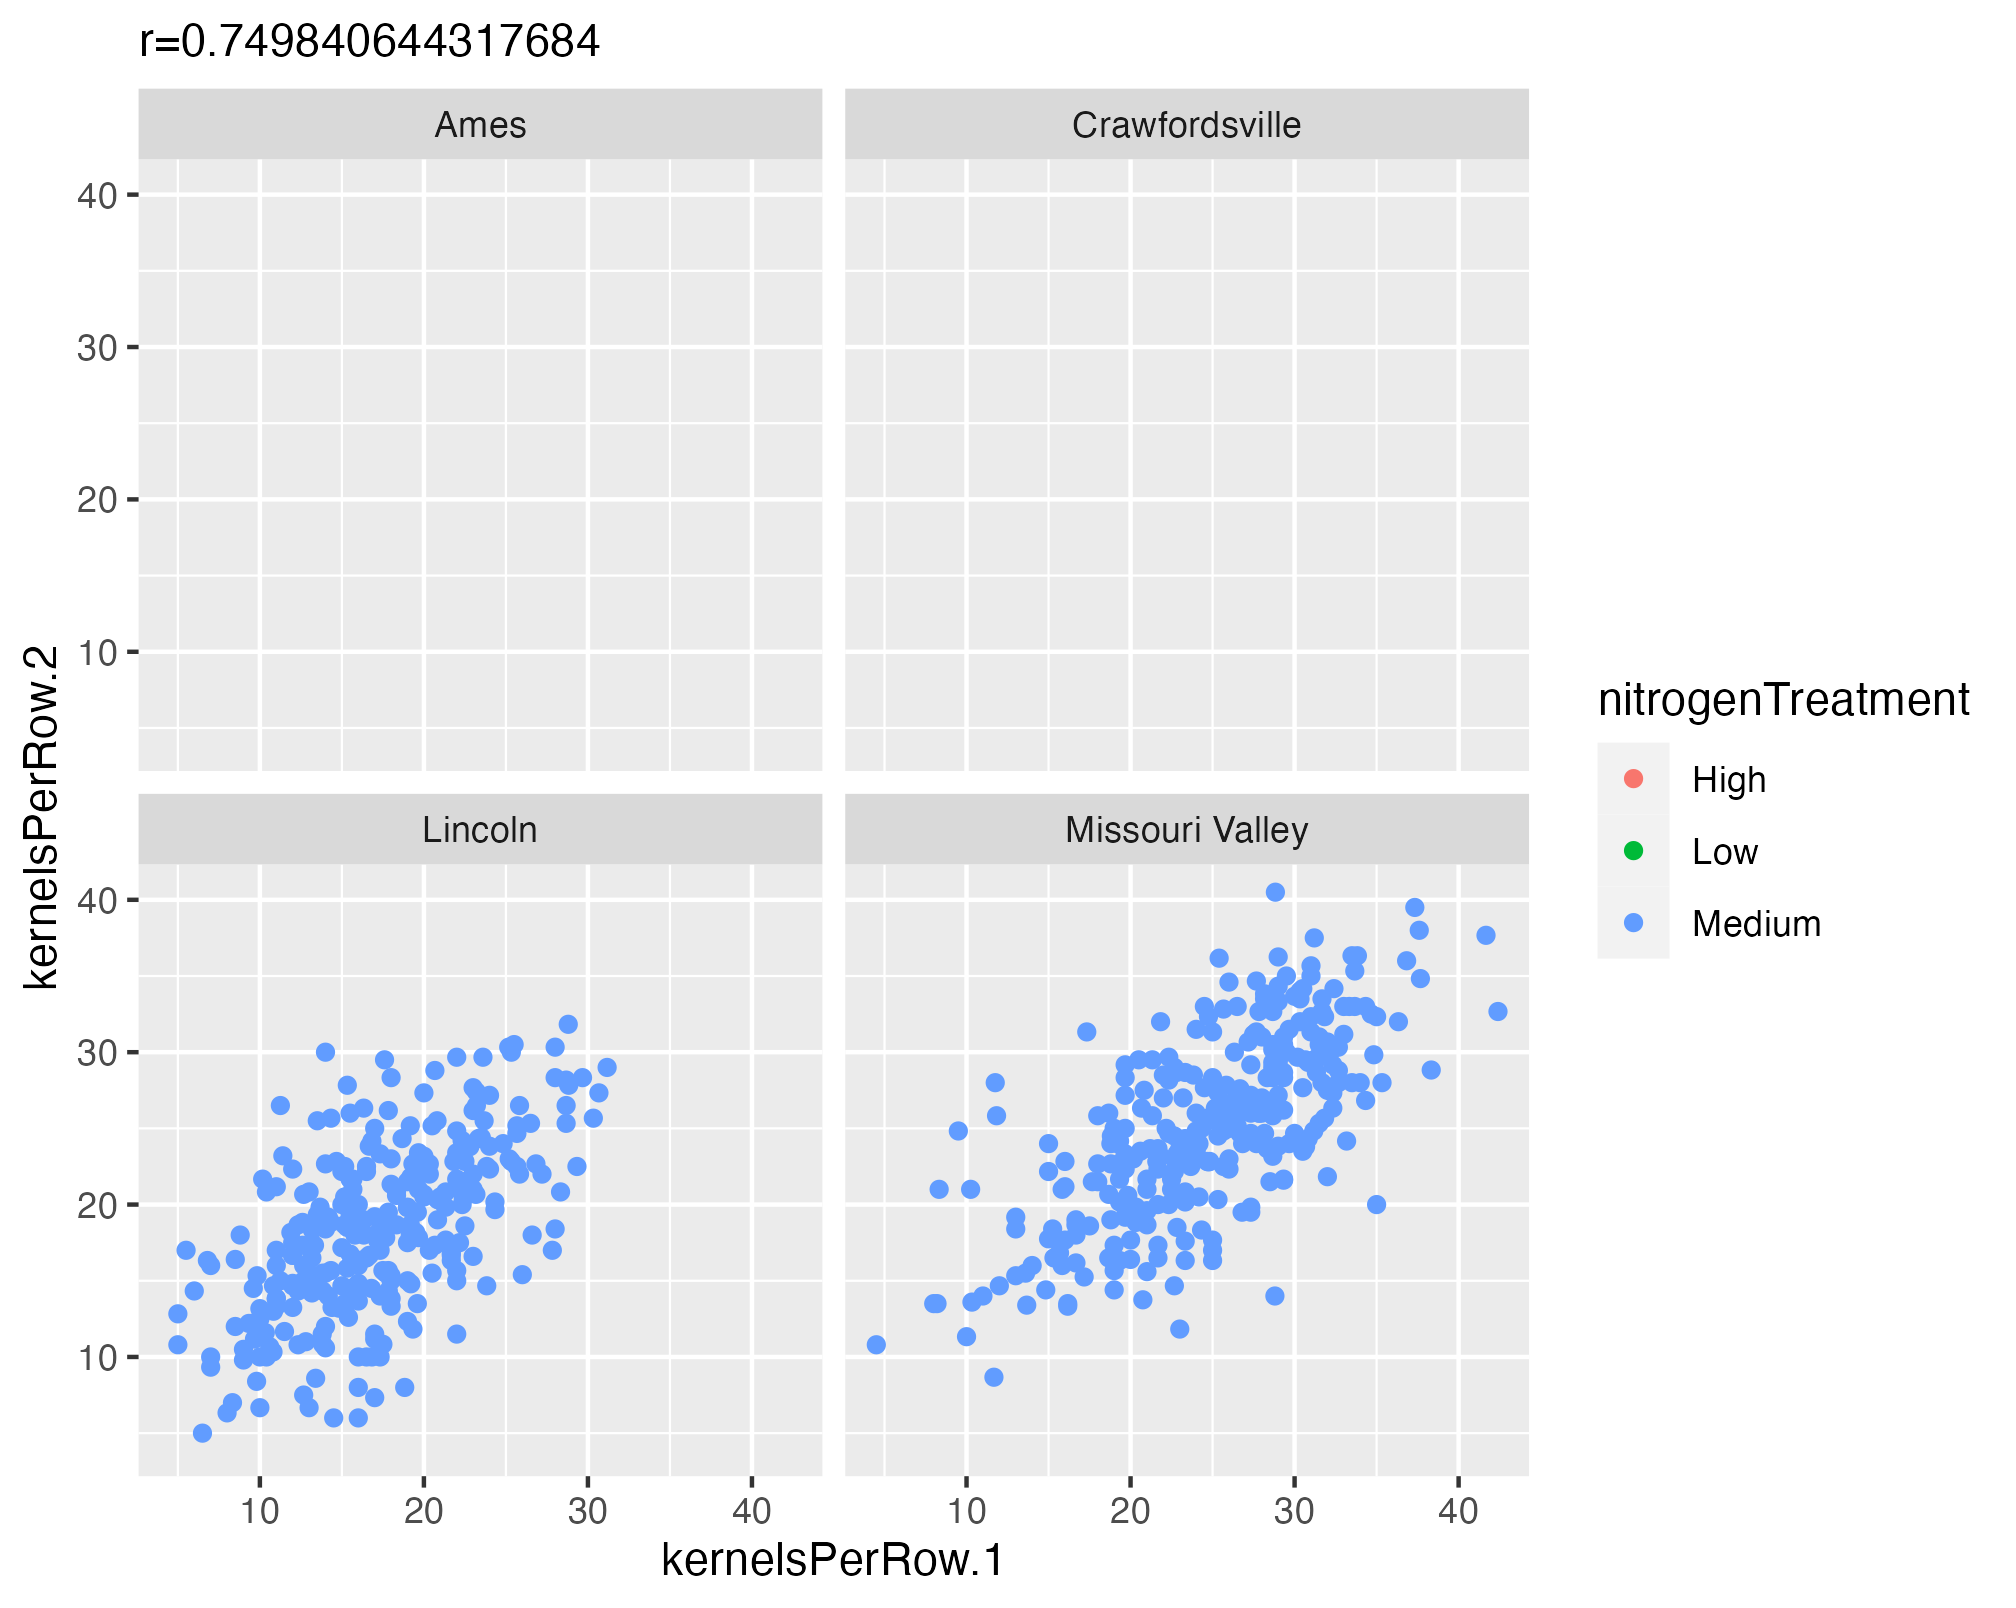 r=0.749840644317684
Ames
Crawfordsville
40
30
20
10
Lincoln
Missouri Valley
40
30
20
10
10 20 30 40
10 20 30 40
kernelsPerRow.1
kernelsPerRow.2
nitrogenTreatment
High
Low
Medium